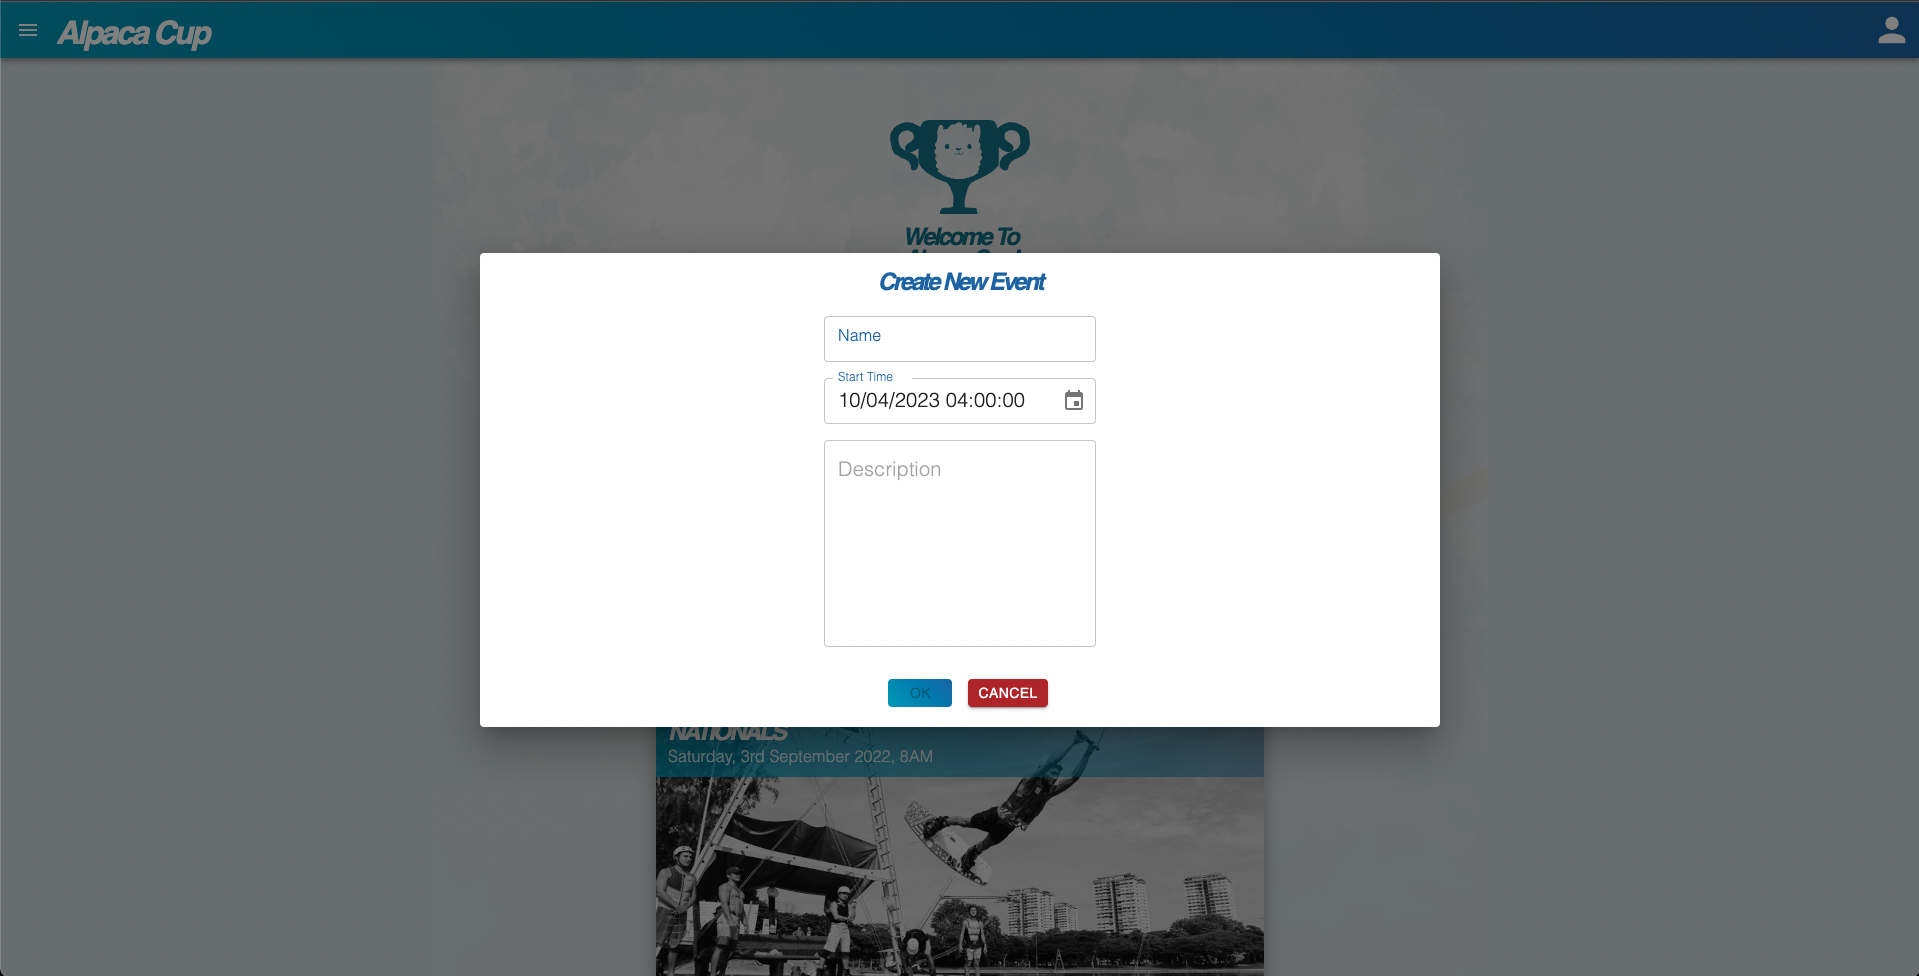 Alpaca Cup
Welcome To
Create New Event
Name
Start Time
10/04/2023 04:00:00
Description
OK
CANCEL
NATIONALS
Saturday, 3rd September 2022, 8AM